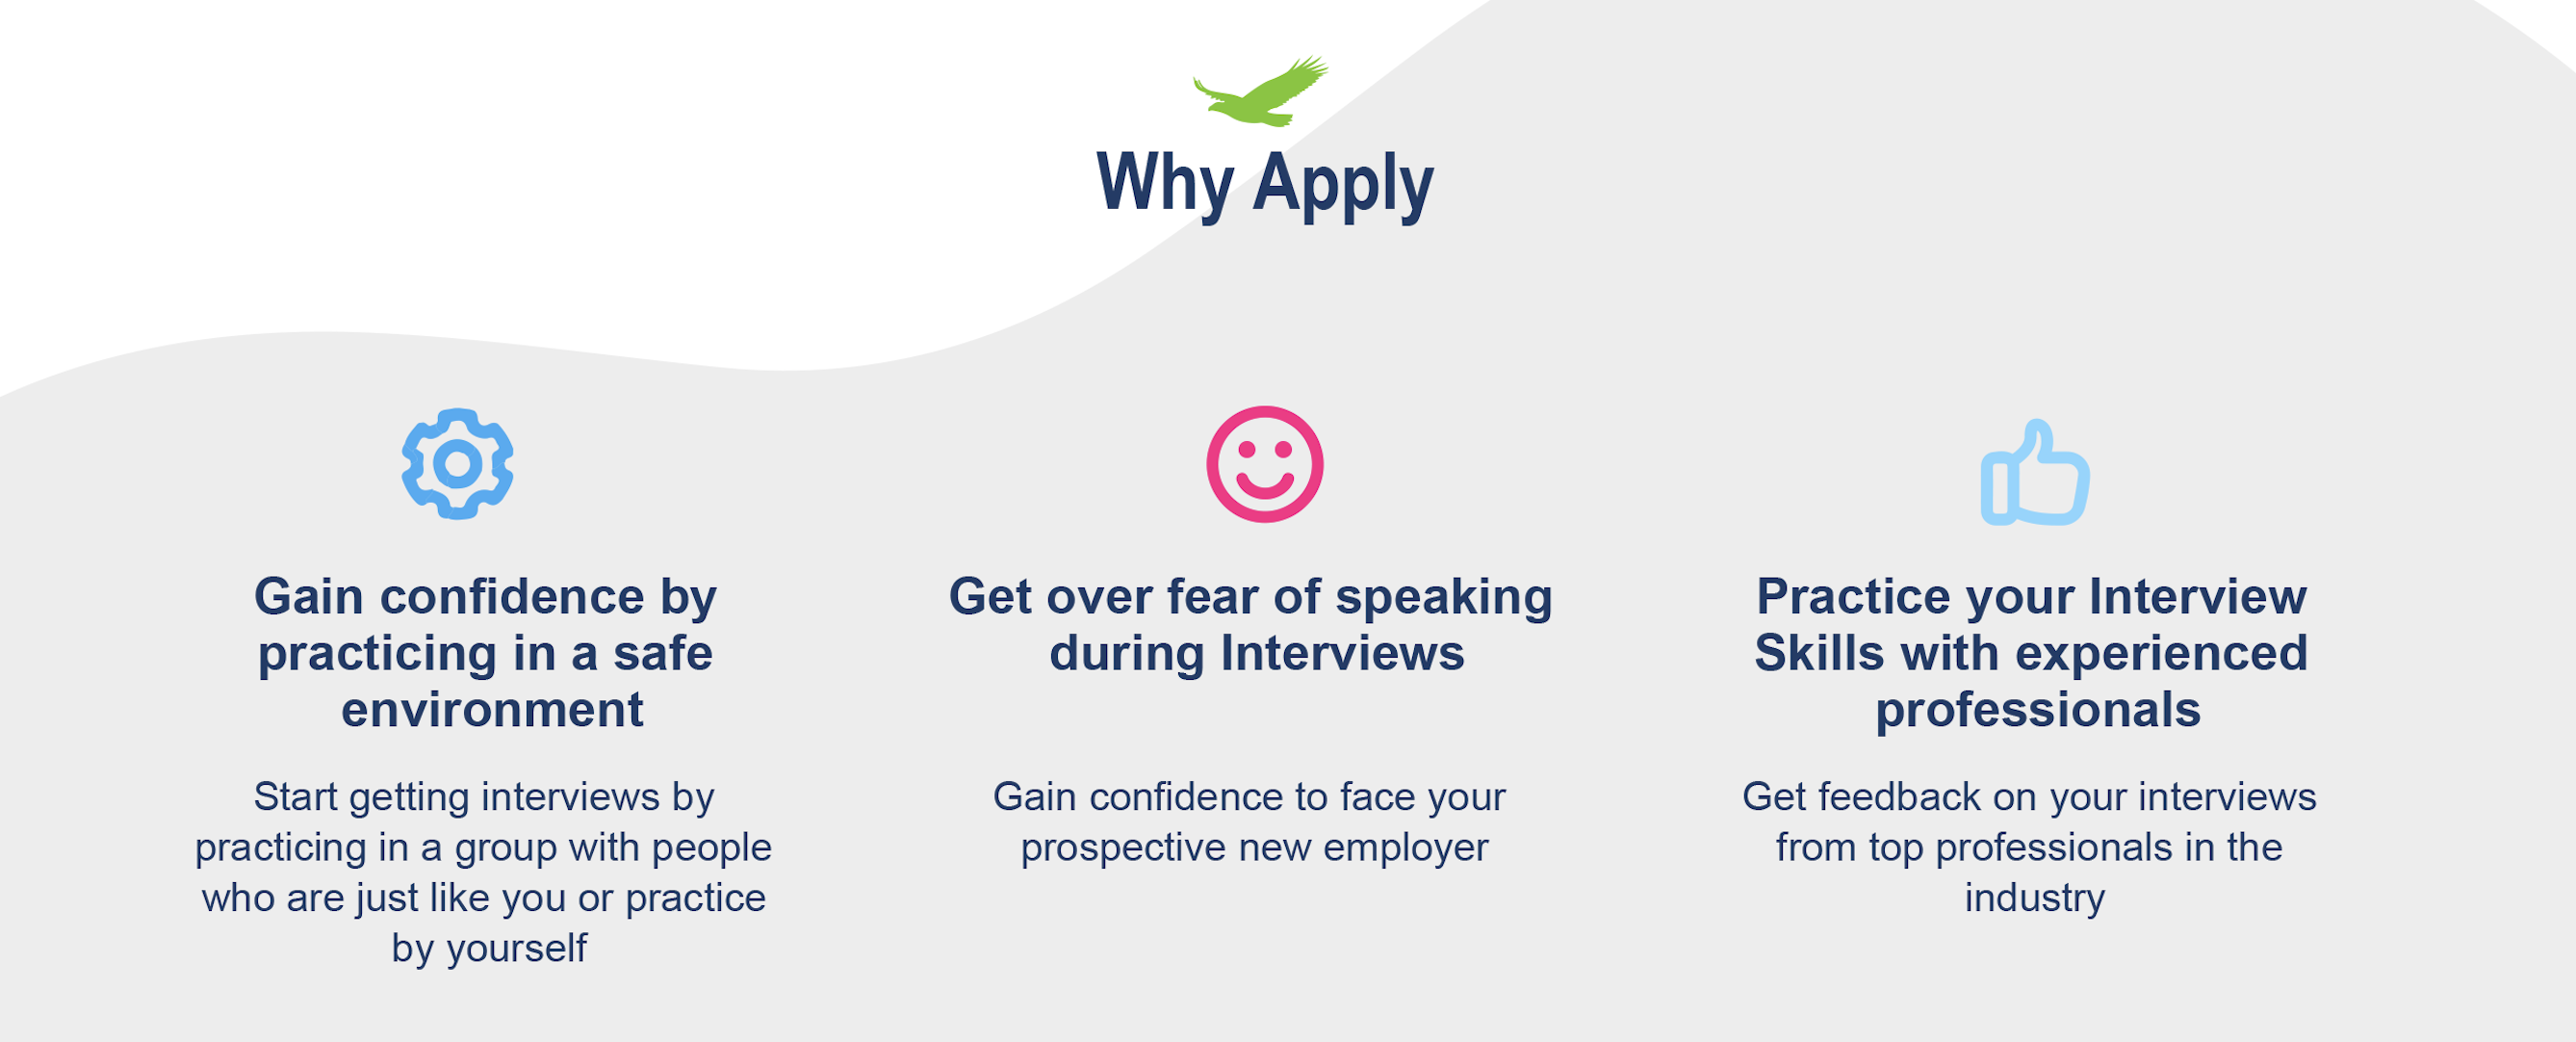 Why Apply
Gain confidence by
practicing in a safe
environment
Start getting interviews by
practicing in a group with people
who are just like you or practice
by yourself
Get over fear of speaking
during Interviews
Gain confidence to face your
prospective new employer
Practice your Interview
Skills with experienced
professionals
Get feedback on your interviews
from top professionals in the
industry